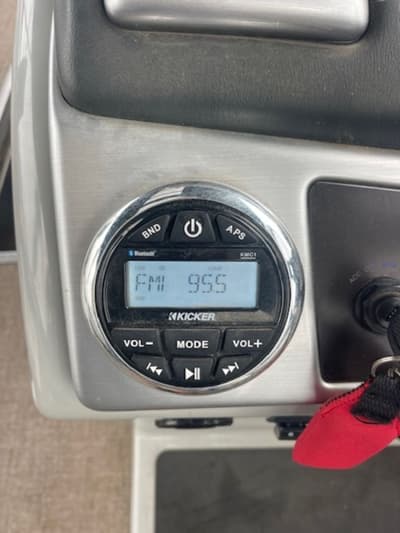 BND
APS
Bluetooth
KMC1
FM1 95.5
KICKER
VOL-
MODE
VOL+